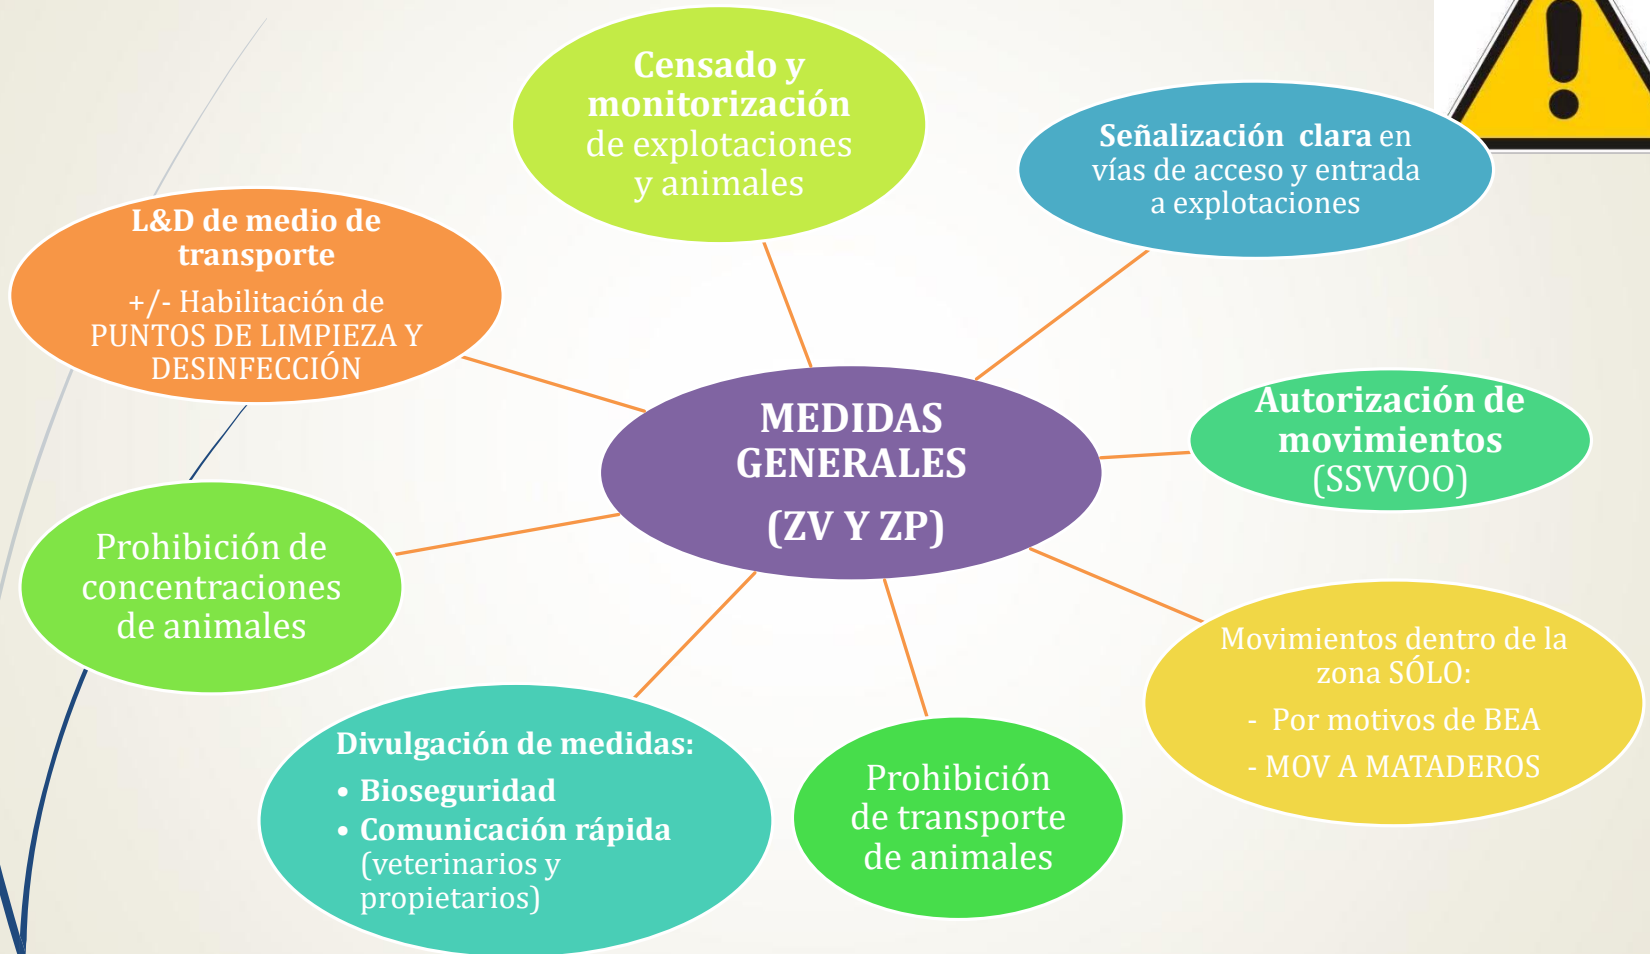 Censado y
monitorización
de explotaciones
y animales
Señalización clara en
vías de acceso y entrada
a explotaciones
L&D de medio de
transporte
+/- Habilitación de
PUNTOS DE LIMPIEZA Y
DESINFECCIÓN
MEDIDAS
GENERALES
(ZV Y ZP)
Autorización de
movimientos
(SSVVOO)
Prohibición de
concentraciones
de animales
Movimientos dentro de la
zona SÓLO:
- Por motivos de BEA
- MOV A MATADEROS
Divulgación de medidas:
• Bioseguridad
• Comunicación rápida
(veterinarios y
propietarios)
Prohibición
de transporte
de animales